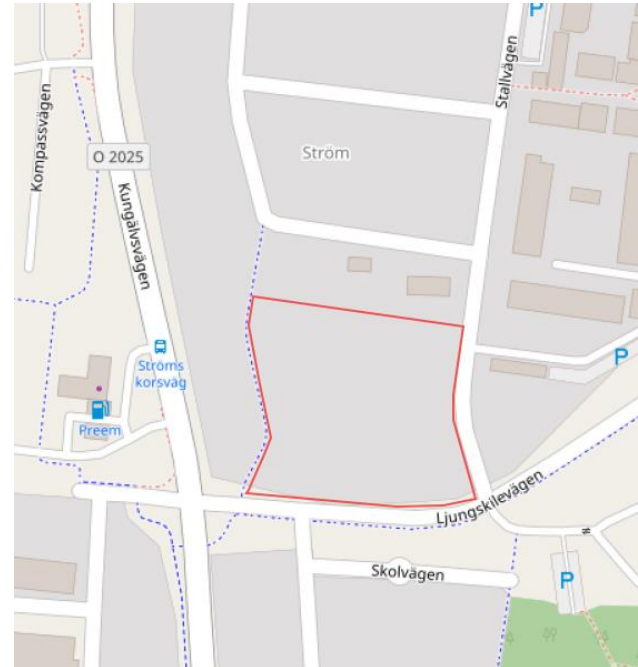 P
Stallvägen
Kompassvägen
O 2025
Ström
Kungälvsvägen
Ströms
korsväg
P
Preem
Ljungskilevägen
Skolvägen
P